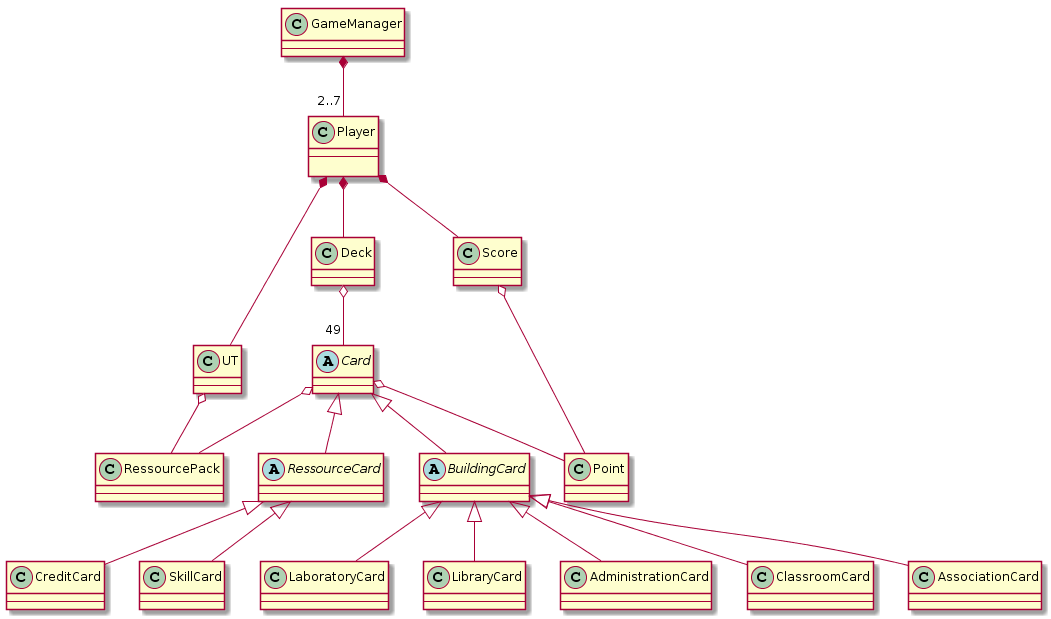 C GameManager
2..7
C Player
C Deck
C Score
49
C UT
A Card
C RessourcePack
A RessourceCard
A BuildingCard
C Point
C CreditCard
C SkillCard
C LaboratoryCard
C LibraryCard
C AdministrationCard
C ClassroomCard
C AssociationCard